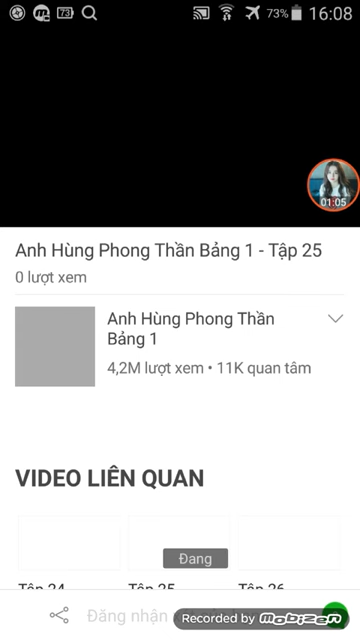 73
73% 16:08
01:05
Anh Hùng Phong Thần Bảng 1 - Tập 25
0 lượt xem
Anh Hùng Phong Thần
Bảng 1
4,2M lượt xem • 11K quan tâm
VIDEO LIÊN QUAN
Đang
Tập 24 Tập 25 Tập 26
Đăng nhận
Recorded by mobizen